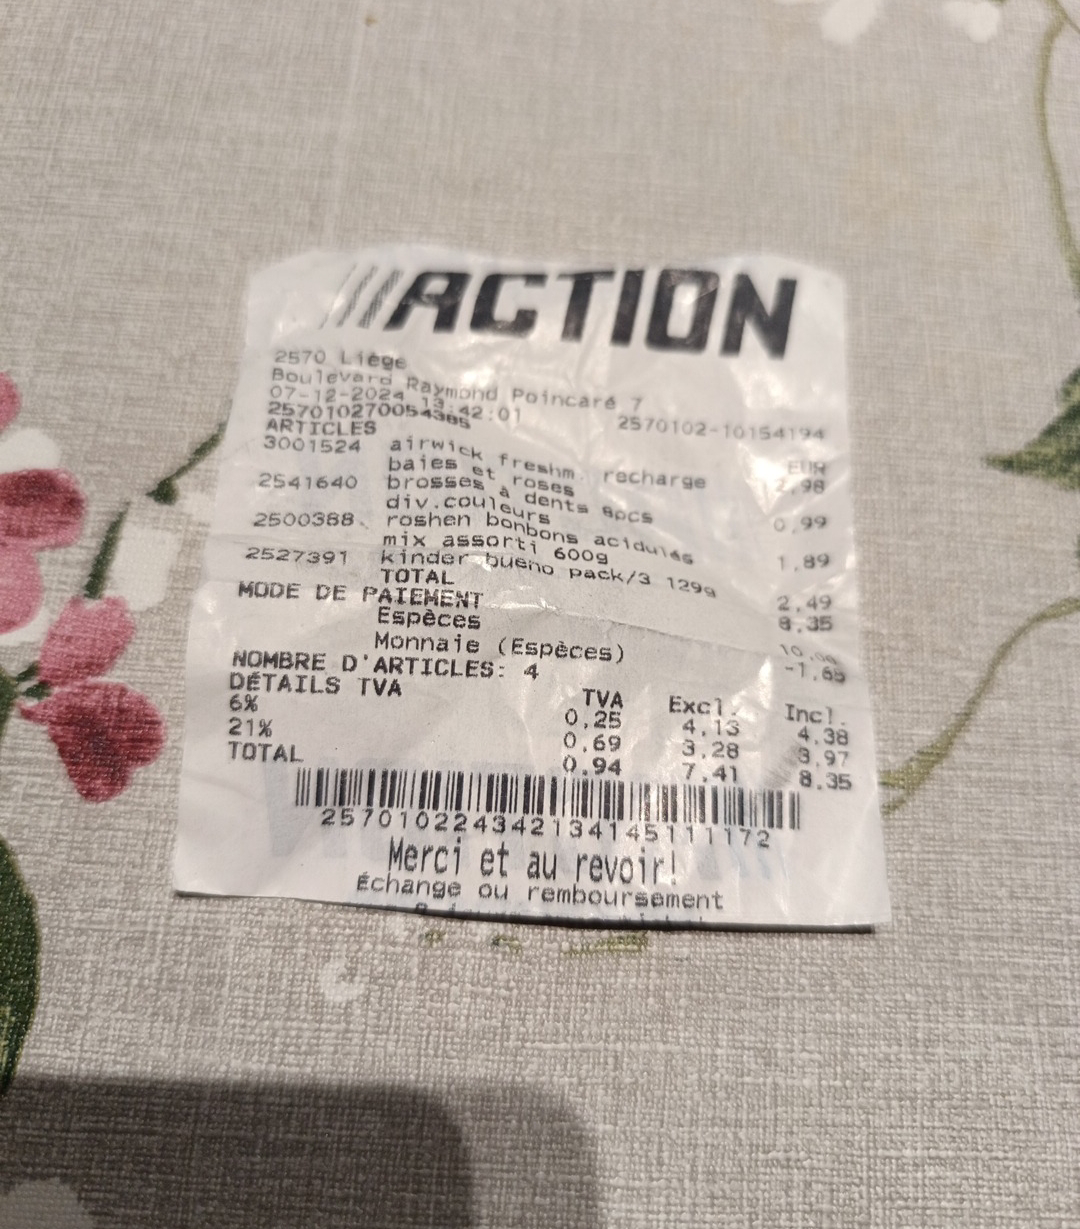 ACTION
2570 Liège
Boulevard Raymond Poincaré 7
07-12-2024 13:42:01
257010270054385 2570102-10154194
ARTICLES EUR
3001524 airwick freshm. recharge 2,98
baies et roses
2541640 brosses à dents 8pcs 0,99
div.couleurs
2500388 roshen bonbons acidulés 1,89
mix assorti 600g
2527391 kinder bueno pack/3 129g 2,49
TOTAL 8,35
MODE DE PAIEMENT
Espèces 10,00
Monnaie (Espèces) -1,65
NOMBRE D'ARTICLES: 4
DÉTAILS TVA TVA Excl. Incl.
6% 0,25 4,13 4,38
21% 0,69 3,28 3,97
TOTAL 0,94 7,41 8,35
257010224342134145111172
Merci et au revoir!
Échange ou remboursement